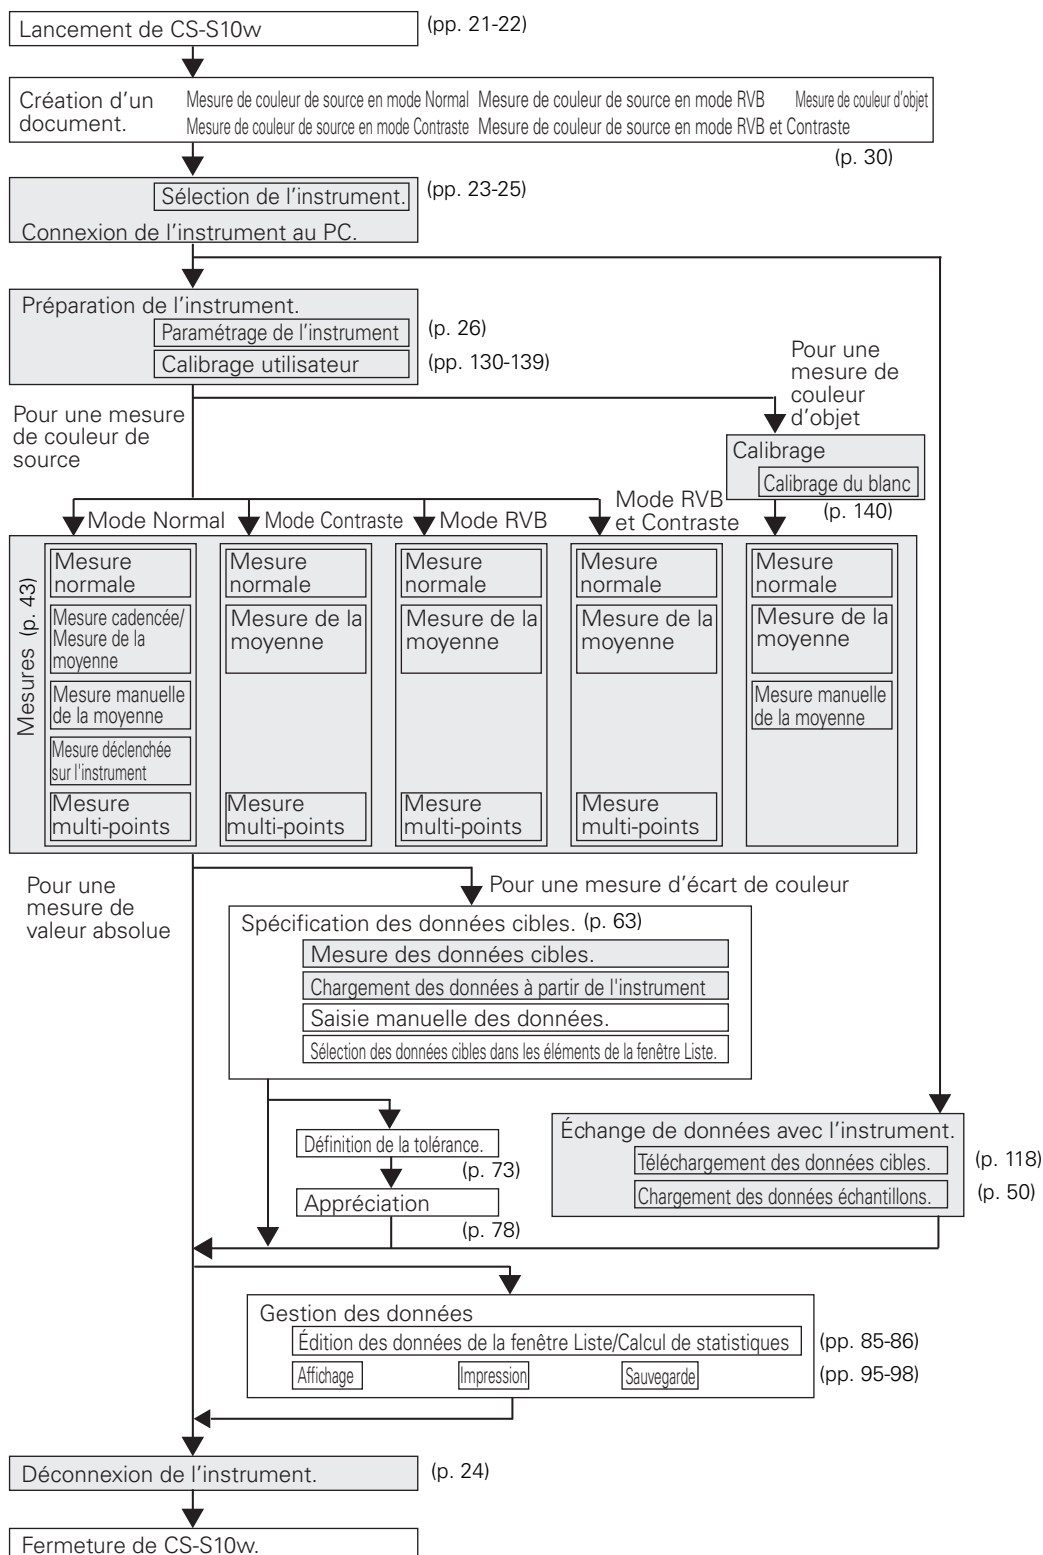 Lancement de CS-S10w
(pp. 21-22)
Création d'un
document.
Mesure de couleur de source en mode Normal
Mesure de couleur de source en mode RVB
Mesure de couleur d'objet
Mesure de couleur de source en mode Contraste
Mesure de couleur de source en mode RVB et Contraste
(p. 30)
Sélection de l'instrument.
(pp. 23-25)
Connexion de l'instrument au PC.
Préparation de l'instrument.
Paramétrage de l'instrument
(p. 26)
Calibrage utilisateur
(pp. 130-139)
Pour une
mesure de
couleur
d'objet
Pour une mesure
de couleur de
source
Calibrage
Calibrage du blanc
(p. 140)
Mode Normal
Mode Contraste
Mode RVB
Mode RVB
et Contraste
Mesures (p. 43)
Mesure
normale
Mesure cadencée/
Mesure de la
moyenne
Mesure manuelle
de la moyenne
Mesure déclenchée
sur l'instrument
Mesure
multi-points
Mesure
normale
Mesure de la
moyenne
Mesure
multi-points
Mesure
normale
Mesure de la
moyenne
Mesure
multi-points
Mesure
normale
Mesure de la
moyenne
Mesure
multi-points
Mesure
normale
Mesure de la
moyenne
Mesure manuelle
de la moyenne
Pour une
mesure de
valeur absolue
Pour une mesure d'écart de couleur
Spécification des données cibles. (p. 63)
Mesure des données cibles.
Chargement des données à partir de l'instrument
Saisie manuelle des données.
Sélection des données cibles dans les éléments de la fenêtre Liste.
Définition de la tolérance.
(p. 73)
Appréciation
(p. 78)
Échange de données avec l'instrument.
Téléchargement des données cibles.
(p. 118)
Chargement des données échantillons.
(p. 50)
Gestion des données
Édition des données de la fenêtre Liste/Calcul de statistiques
(pp. 85-86)
Affichage
Impression
Sauvegarde
(pp. 95-98)
Déconnexion de l'instrument.
(p. 24)
Fermeture de CS-S10w.